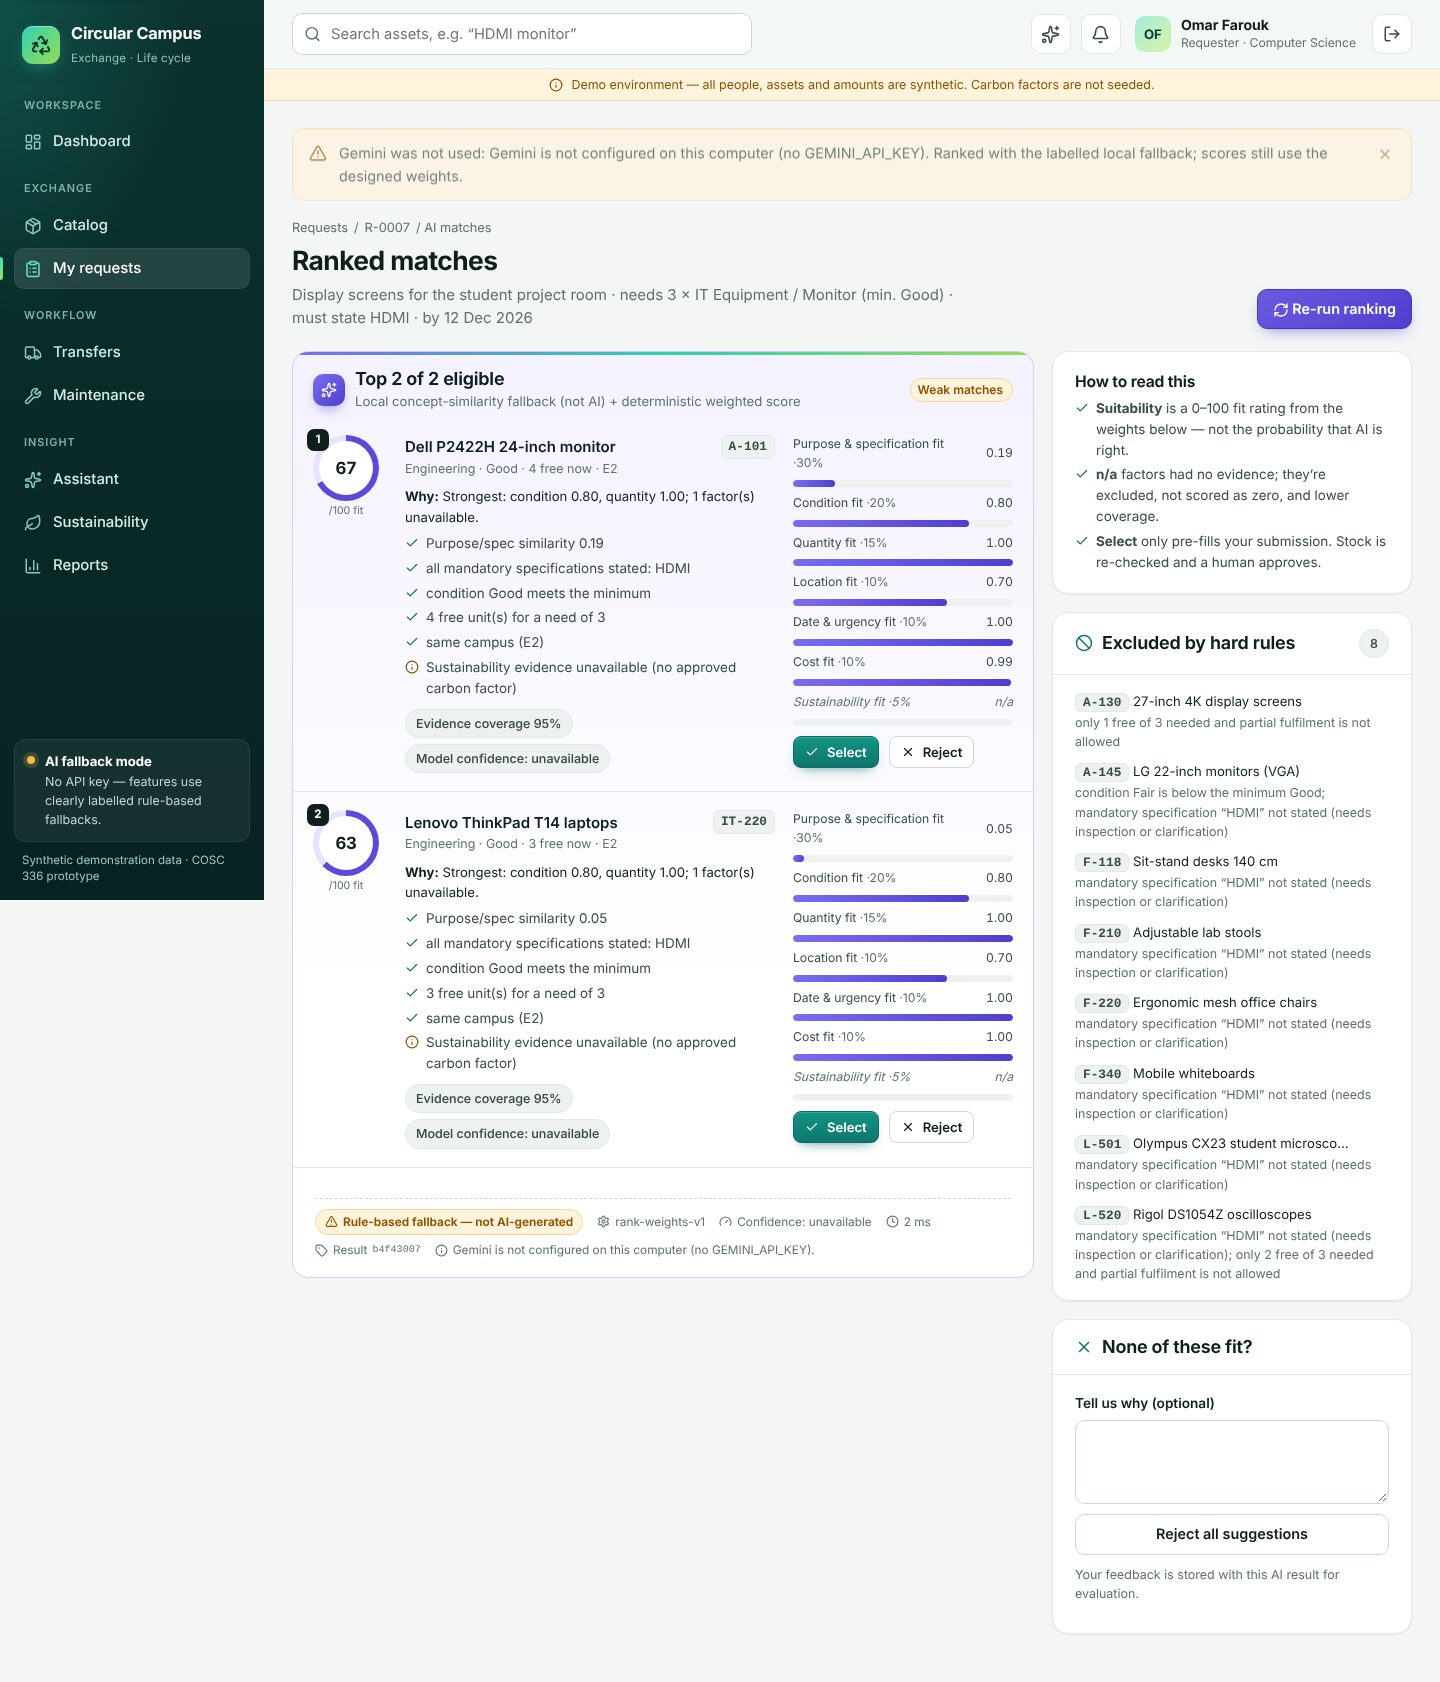 Circular Campus
Exchange · Life cycle
WORKSPACE
Dashboard
EXCHANGE
Catalog
My requests
WORKFLOW
Transfers
Maintenance
INSIGHT
Assistant
Sustainability
Reports
AI fallback mode
No API key — features use
clearly labelled rule-based
fallbacks.
Synthetic demonstration data · COSC
336 prototype
Search assets, e.g. “HDMI monitor”
OF
Omar Farouk
Requester · Computer Science
Demo environment — all people, assets and amounts are synthetic. Carbon factors are not seeded.
Gemini was not used: Gemini is not configured on this computer (no GEMINI_API_KEY). Ranked with the labelled local fallback; scores still use the
designed weights.
Requests / R-0007 / AI matches
Ranked matches
Display screens for the student project room · needs 3 × IT Equipment / Monitor (min. Good) ·
must state HDMI · by 12 Dec 2026
Re-run ranking
Top 2 of 2 eligible
Local concept-similarity fallback (not AI) + deterministic weighted score
Weak matches
1
67
/100 fit
Dell P2422H 24-inch monitor
A-101
Engineering · Good · 4 free now · E2
Why: Strongest: condition 0.80, quantity 1.00; 1 factor(s)
unavailable.
Purpose/spec similarity 0.19
all mandatory specifications stated: HDMI
condition Good meets the minimum
4 free unit(s) for a need of 3
same campus (E2)
Sustainability evidence unavailable (no approved
carbon factor)
Evidence coverage 95%
Model confidence: unavailable
Purpose & specification fit
·30%
0.19
Condition fit ·20% 0.80
Quantity fit ·15% 1.00
Location fit ·10% 0.70
Date & urgency fit ·10% 1.00
Cost fit ·10% 0.99
Sustainability fit ·5% n/a
Select
Reject
2
63
/100 fit
Lenovo ThinkPad T14 laptops
IT-220
Engineering · Good · 3 free now · E2
Why: Strongest: condition 0.80, quantity 1.00; 1 factor(s)
unavailable.
Purpose/spec similarity 0.05
all mandatory specifications stated: HDMI
condition Good meets the minimum
3 free unit(s) for a need of 3
same campus (E2)
Sustainability evidence unavailable (no approved
carbon factor)
Evidence coverage 95%
Model confidence: unavailable
Purpose & specification fit
·30%
0.05
Condition fit ·20% 0.80
Quantity fit ·15% 1.00
Location fit ·10% 0.70
Date & urgency fit ·10% 1.00
Cost fit ·10% 1.00
Sustainability fit ·5% n/a
Select
Reject
Rule-based fallback — not AI-generated
rank-weights-v1
Confidence: unavailable
2 ms
Result b4f43007
Gemini is not configured on this computer (no GEMINI_API_KEY).
How to read this
Suitability is a 0–100 fit rating from the
weights below — not the probability that AI is
right.
n/a factors had no evidence; they’re
excluded, not scored as zero, and lower
coverage.
Select only pre-fills your submission. Stock is
re-checked and a human approves.
Excluded by hard rules
8
A-130 27-inch 4K display screens
only 1 free of 3 needed and partial fulfilment is not
allowed
A-145 LG 22-inch monitors (VGA)
condition Fair is below the minimum Good;
mandatory specification “HDMI” not stated (needs
inspection or clarification)
F-118 Sit-stand desks 140 cm
mandatory specification “HDMI” not stated (needs
inspection or clarification)
F-210 Adjustable lab stools
mandatory specification “HDMI” not stated (needs
inspection or clarification)
F-220 Ergonomic mesh office chairs
mandatory specification “HDMI” not stated (needs
inspection or clarification)
F-340 Mobile whiteboards
mandatory specification “HDMI” not stated (needs
inspection or clarification)
L-501 Olympus CX23 student microsco...
mandatory specification “HDMI” not stated (needs
inspection or clarification)
L-520 Rigol DS1054Z oscilloscopes
mandatory specification “HDMI” not stated (needs
inspection or clarification); only 2 free of 3 needed
and partial fulfilment is not allowed
None of these fit?
Tell us why (optional)
Reject all suggestions
Your feedback is stored with this AI result for
evaluation.